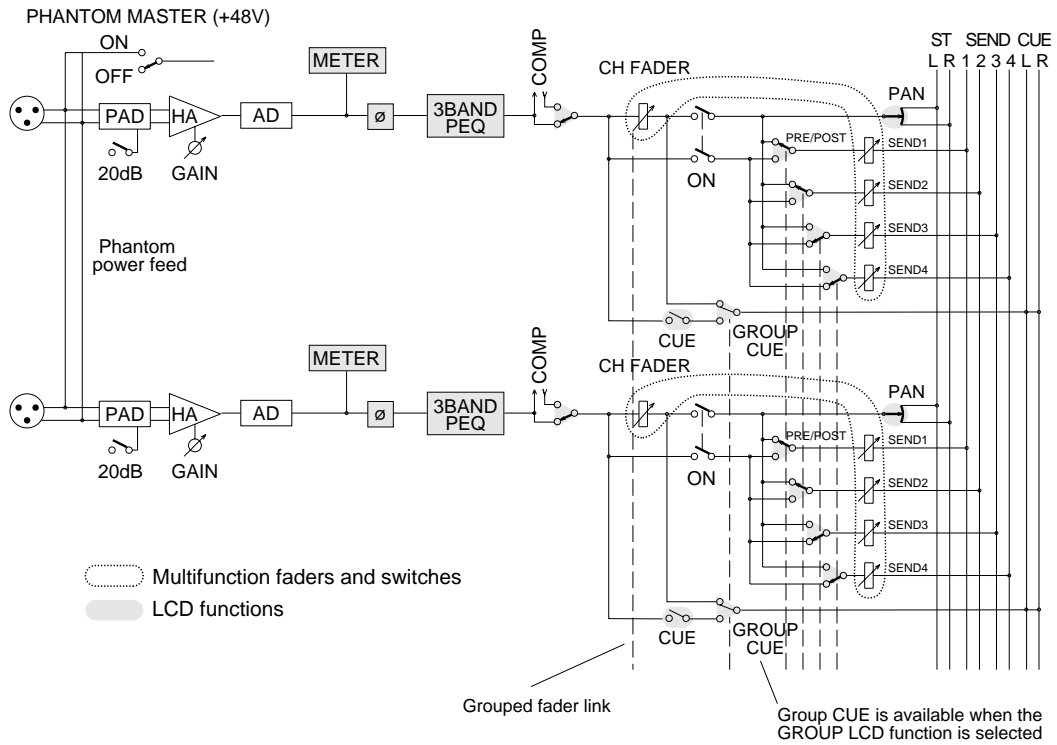 PHANTOM MASTER (+48V)
ON
OFF
PAD
HA
AD
METER
ø
3BAND
PEQ
COMP
CH FADER
20dB
GAIN
ON
PRE/POST
PAN
SEND1
SEND2
SEND3
SEND4
ST SEND CUE
L R 1 2 3 4 L R
Phantom
power feed
CUE
GROUP
CUE
PAD
HA
AD
METER
ø
3BAND
PEQ
COMP
CH FADER
20dB
GAIN
ON
PRE/POST
PAN
SEND1
SEND2
SEND3
SEND4
CUE
GROUP
CUE
Multifunction faders and switches
LCD functions
Grouped fader link
Group CUE is available when the
GROUP LCD function is selected